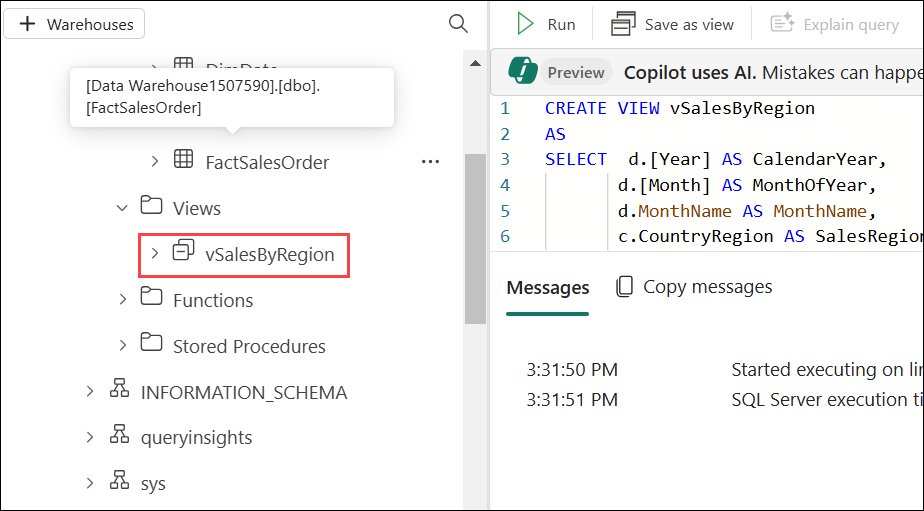 + Warehouses
DimDate
[Data Warehouse1507590].[dbo].
[FactSalesOrder]
FactSalesOrder
...
Views
vSalesByRegion
Functions
Stored Procedures
INFORMATION_SCHEMA
queryinsights
sys
Run
Save as view
Explain query
Preview
Copilot uses AI. Mistakes can happe
1 CREATE VIEW vSalesByRegion
2 AS
3 SELECT d.[Year] AS CalendarYear,
4 d.[Month] AS MonthOfYear,
5 d.MonthName AS MonthName,
6 c.CountryRegion AS SalesRegion
Messages
Copy messages
3:31:50 PM Started executing on lin
3:31:51 PM SQL Server execution ti